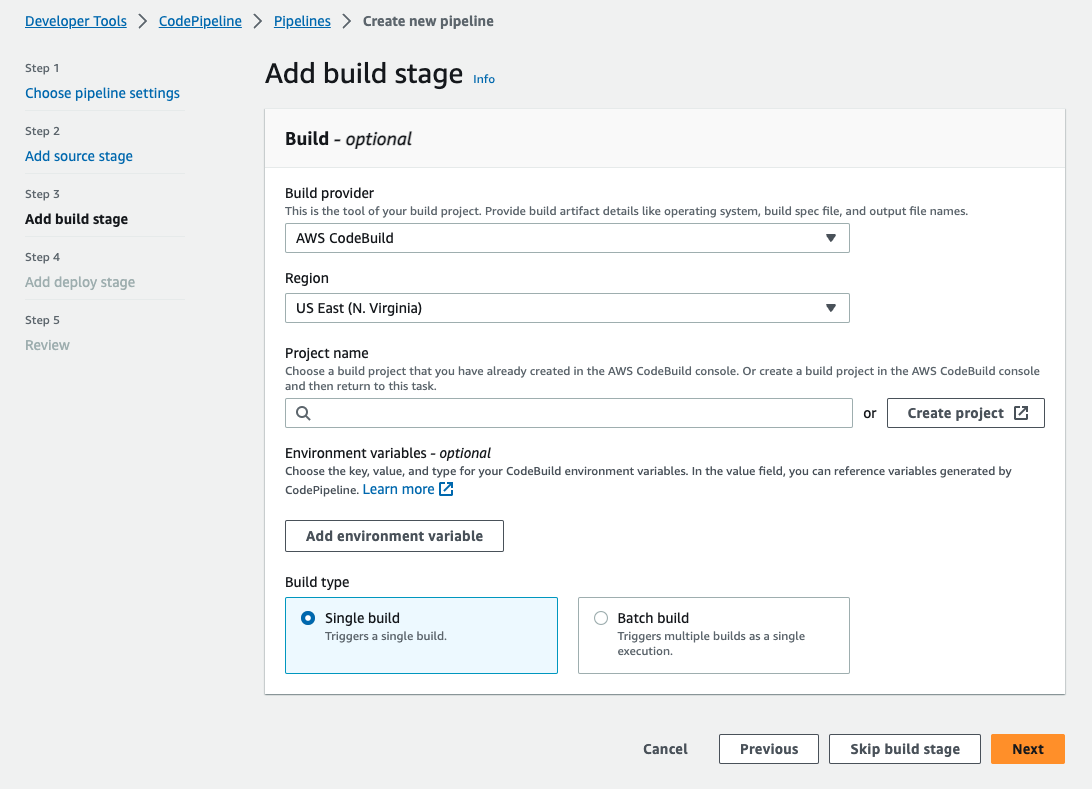 Developer Tools > CodePipeline > Pipelines > Create new pipeline
Step 1
Choose pipeline settings
Step 2
Add source stage
Step 3
Add build stage
Step 4
Add deploy stage
Step 5
Review
Add build stage Info
Build - optional
Build provider
This is the tool of your build project. Provide build artifact details like operating system, build spec file, and output file names.
AWS CodeBuild
Region
US East (N. Virginia)
Project name
Choose a build project that you have already created in the AWS CodeBuild console. Or create a build project in the AWS CodeBuild console
and then return to this task.
or Create project
Environment variables - optional
Choose the key, value, and type for your CodeBuild environment variables. In the value field, you can reference variables generated by
CodePipeline. Learn more
Add environment variable
Build type
Single build
Triggers a single build.
Batch build
Triggers multiple builds as a single
execution.
Cancel Previous Skip build stage Next